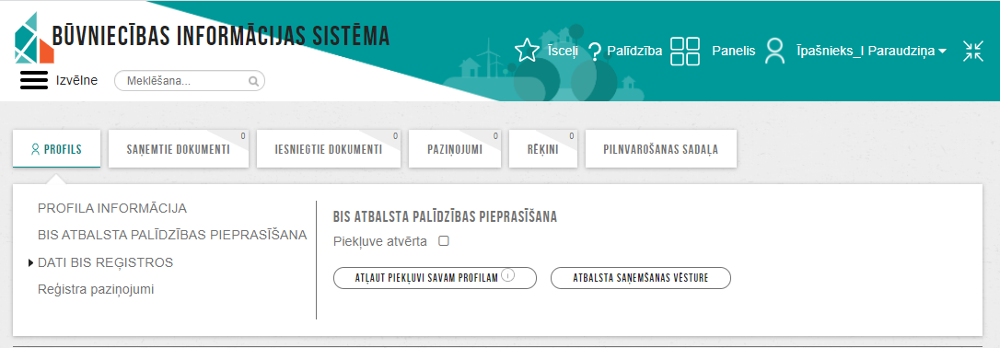 BŪVNIECĪBAS INFORMĀCIJAS SISTĒMA
Īsceļi ? Palīdzība Panelis Īpašnieks_I Paraudziņa
Izvēlne Meklēšana...
PROFILS SAŅEMTIE DOKUMENTI 0 IESNIEGTIE DOKUMENTI 0 PAZIŅOJUMI 0 RĒĶINI 0 PILNVAROŠANAS SADAĻA
PROFILA INFORMĀCIJA
BIS ATBALSTA PALĪDZĪBAS PIEPRASĪŠANA
DATI BIS REĢISTROS
Reģistra paziņojumi
BIS ATBALSTA PALĪDZĪBAS PIEPRASĪŠANA
Piekļuve atvērta
ATĻAUT PIEKĻUVI SAVAM PROFILAM i ATBALSTA SAŅEMŠANAS VĒSTURE